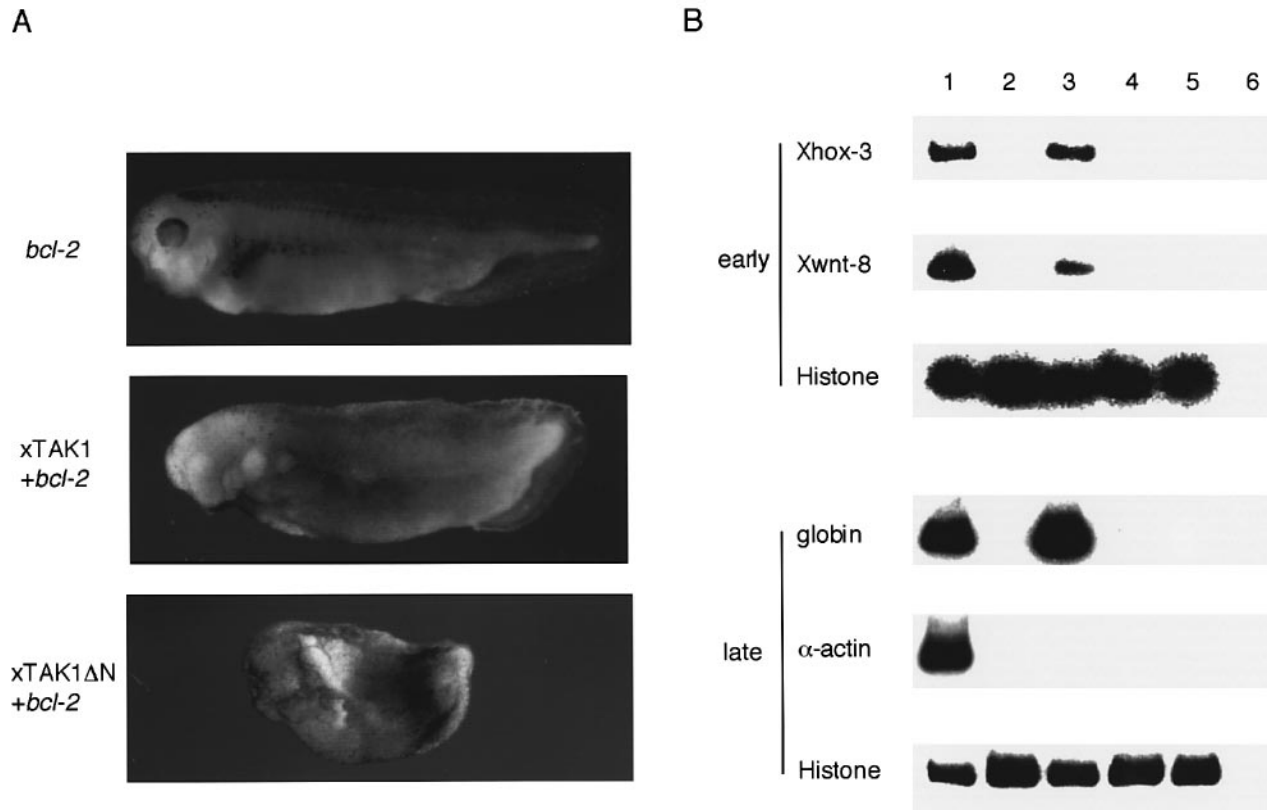 A
bcl-2
xTAK1
+bcl-2
xTAK1ΔN
+bcl-2
B
1 2 3 4 5 6
early
Xhox-3
Xwnt-8
Histone
late
globin
α-actin
Histone